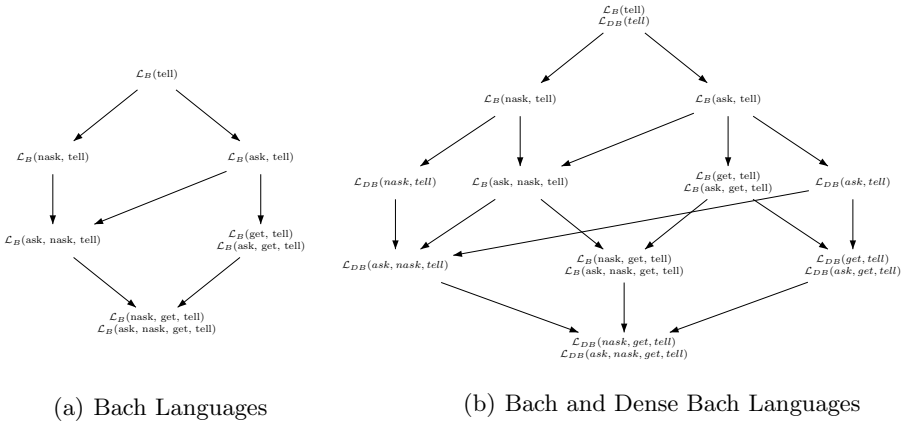 ℒB(tell)
ℒB(nask, tell)
ℒB(ask, tell)
ℒB(ask, nask, tell)
ℒB(get, tell)
ℒB(ask, get, tell)
ℒB(nask, get, tell)
ℒB(ask, nask, get, tell)
(a) Bach Languages
ℒB(tell)
ℒDB(tell)
ℒB(nask, tell)
ℒB(ask, tell)
ℒDB(nask, tell)
ℒB(ask, nask, tell)
ℒB(get, tell)
ℒB(ask, get, tell)
ℒDB(ask, tell)
ℒDB(ask, nask, tell)
ℒB(nask, get, tell)
ℒB(ask, nask, get, tell)
ℒDB(get, tell)
ℒDB(ask, get, tell)
ℒDB(nask, get, tell)
ℒDB(ask, nask, get, tell)
(b) Bach and Dense Bach Languages